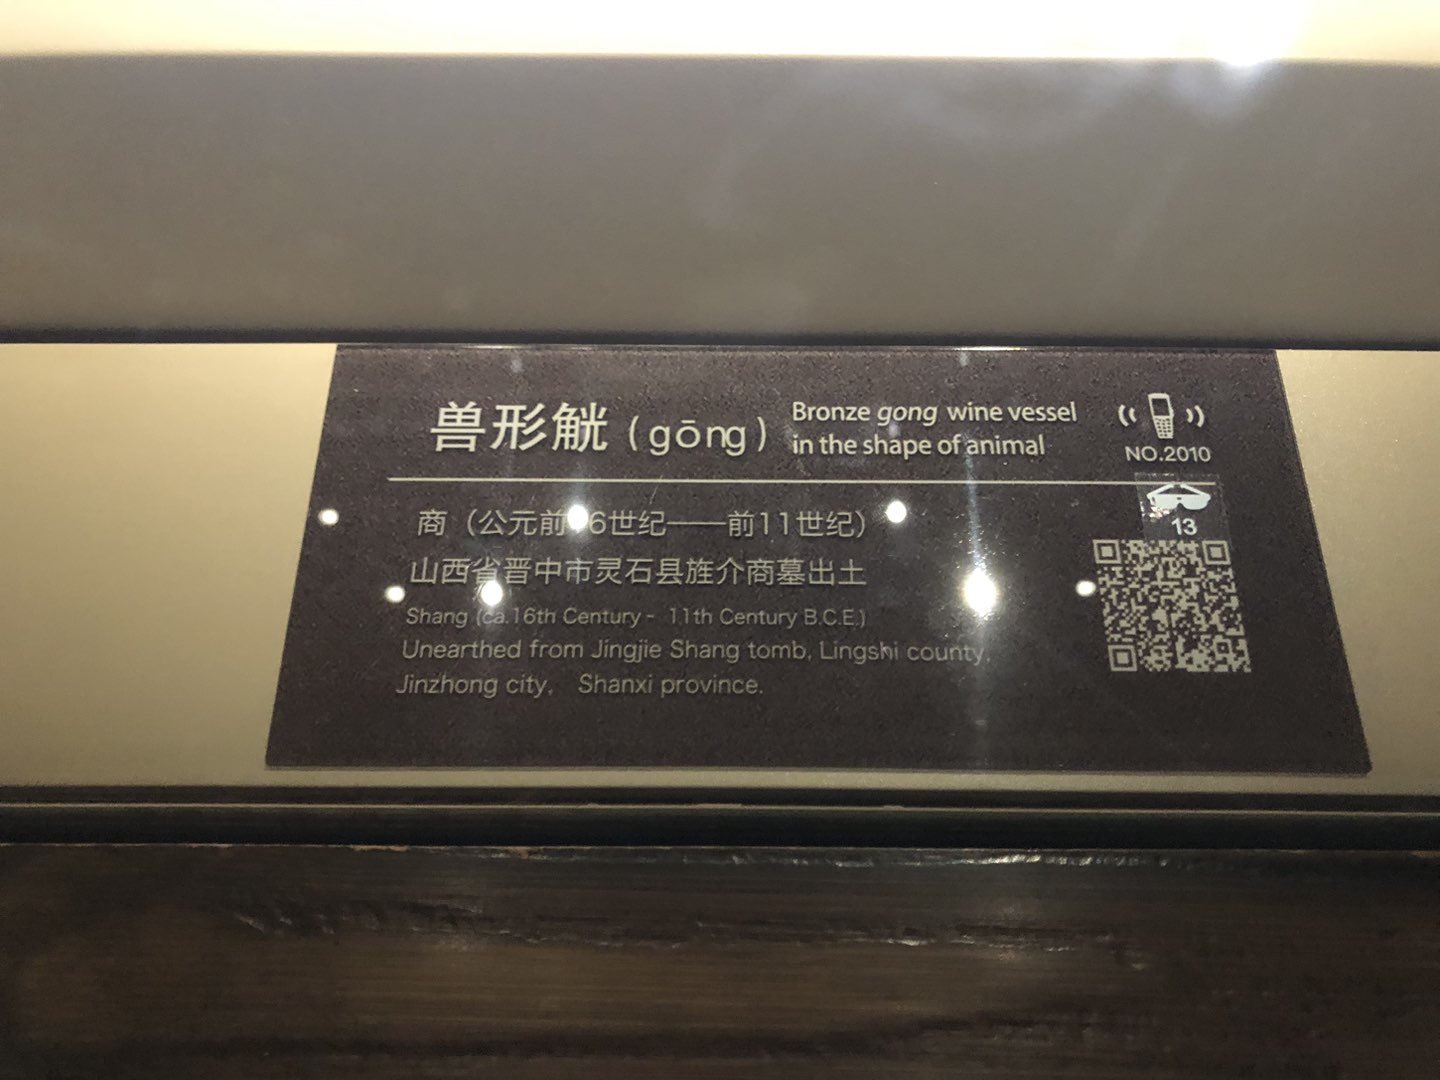 兽形觥（gōng）
Bronze gong wine vessel
in the shape of animal
NO.2010
13
商（公元前16世纪——前11世纪）
山西省晋中市灵石县旌介商墓出土
Shang (ca.16th Century - 11th Century B.C.E.)
Unearthed from Jingjie Shang tomb, Lingshi county,
Jinzhong city, Shanxi province.